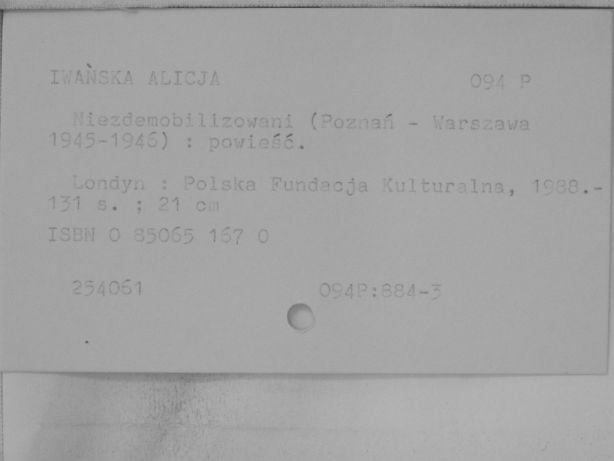 IWAŃSKA ALICJA 094 P
Niezdemobilizowani (Poznań - Warszawa
1945-1946) : powieść.
Londyn : Polska Fundacja Kulturalna, 1988.-
131 s. ; 21 cm
ISBN 0 85065 167 0
254061 094P:884-3